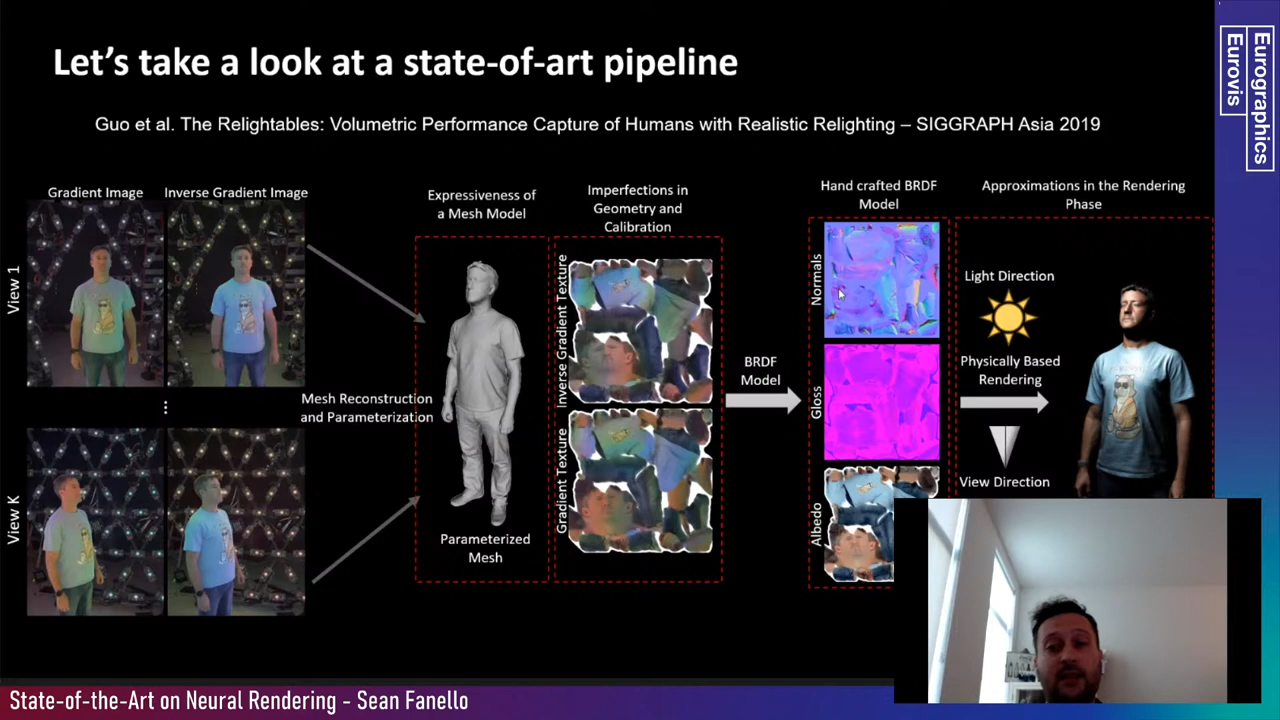 Let's take a look at a state-of-art pipeline
Guo et al. The Relightables: Volumetric Performance Capture of Humans with Realistic Relighting – SIGGRAPH Asia 2019
Eurographics
Eurovis
Gradient Image
Inverse Gradient Image
View 1
View K
Mesh Reconstruction
and Parameterization
Expressiveness of
a Mesh Model
Parameterized
Mesh
Imperfections in
Geometry and
Calibration
Inverse Gradient Texture
Gradient Texture
BRDF
Model
Hand crafted BRDF
Model
Normals
Gloss
Albedo
Approximations in the Rendering
Phase
Light Direction
Physically Based
Rendering
View Direction
State-of-the-Art on Neural Rendering - Sean Fanello